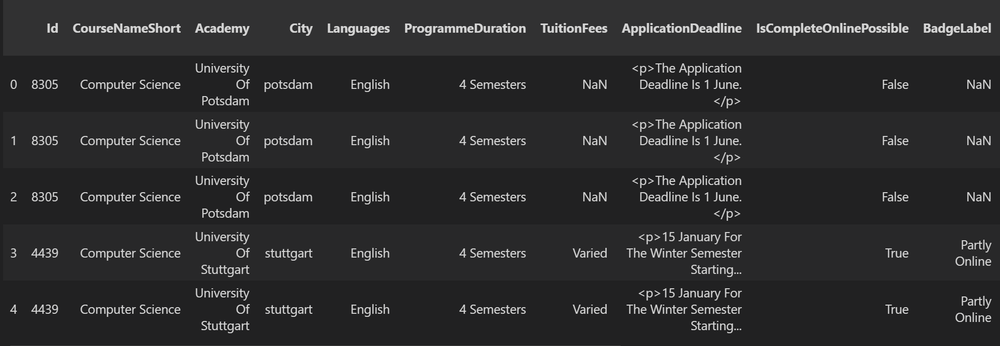 Id CourseNameShort Academy City Languages ProgrammeDuration TuitionFees ApplicationDeadline IsCompleteOnlinePossible BadgeLabel
University <p>The Application
0 8305 Computer Science Of potsdam English 4 Semesters NaN Deadline Is 1 June. False NaN
Potsdam </p>
University <p>The Application
1 8305 Computer Science Of potsdam English 4 Semesters NaN Deadline Is 1 June. False NaN
Potsdam </p>
University <p>The Application
2 8305 Computer Science Of potsdam English 4 Semesters NaN Deadline Is 1 June. False NaN
Potsdam </p>
University <p>15 January For Partly
3 4439 Computer Science Of stuttgart English 4 Semesters Varied The Winter Semester True Online
Stuttgart Starting...
University <p>15 January For Partly
4 4439 Computer Science Of stuttgart English 4 Semesters Varied The Winter Semester True Online
Stuttgart Starting...